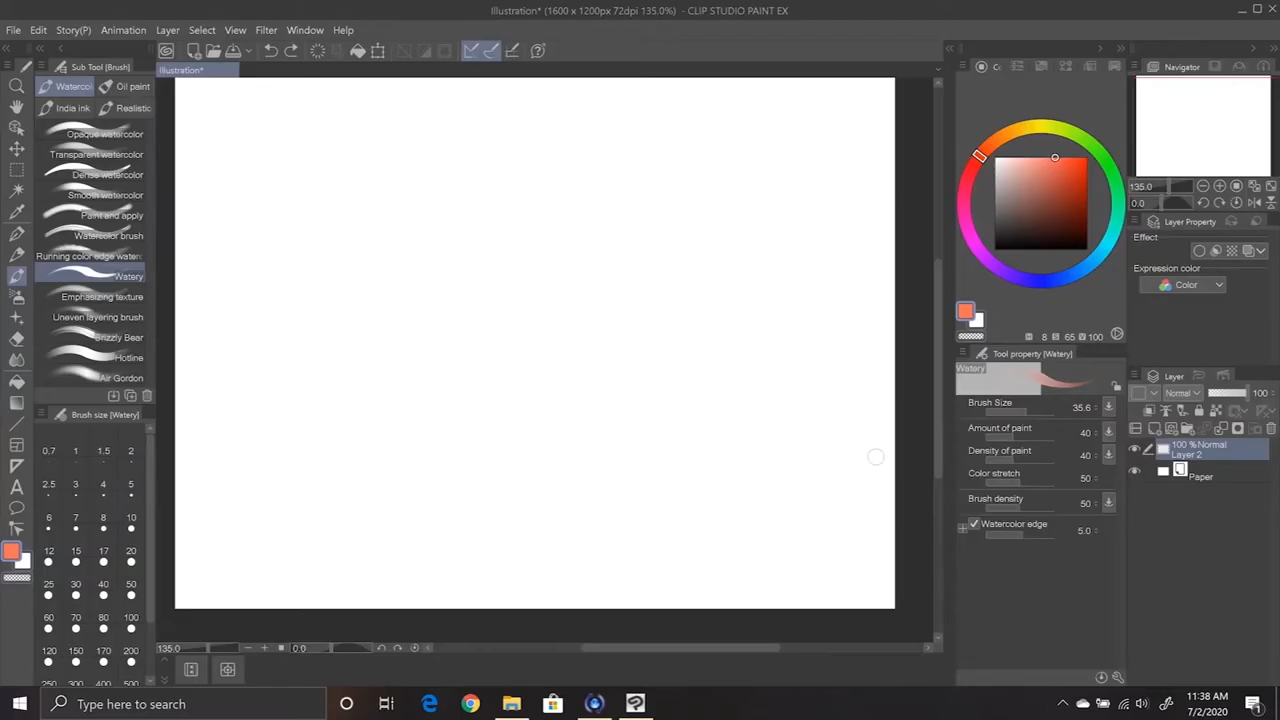 Illustration* (1600 x 1200px 72dpi 135.0%) - CLIP STUDIO PAINT EX
File Edit Story(P) Animation Layer Select View Filter Window Help
Sub Tool [Brush]
Illustration*
Navigator
Watercol Oil paint
India ink Realistic
Opaque watercolor
Transparent watercolor
Dense watercolor
Smooth watercolor
Paint and apply
Watercolor brush
Running color edge waterc
Watery
Emphasizing texture
Uneven layering brush
Brizzly Bear
Hotline
Air Gordon
Brush size [Watery]
0.7 1 1.5 2
2.5 3 4 5
6 7 8 10
12 15 17 20
25 30 40 50
60 70 80 100
120 150 170 200
135.0
0.0
135.0
0.0
Layer Property
Effect
Expression color
Color
H 8 S 65 V 100
Tool property [Watery]
Watery
Brush Size 35.6
Amount of paint 40
Density of paint 40
Color stretch 50
Brush density 50
Watercolor edge 5.0
Layer
Normal 100
100 %Normal
Layer 2
Paper
Type here to search
11:38 AM
7/2/2020
1